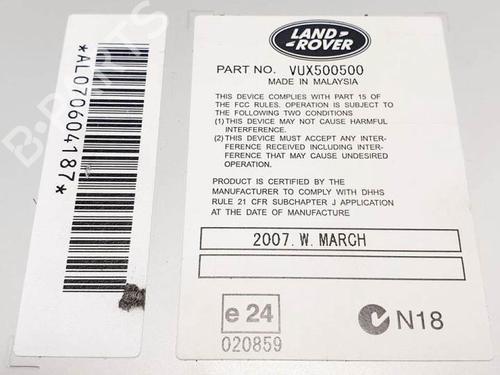 *AL0706041​87*
LAND
ROVER
PART NO. VUX500500
MADE IN MALAYSIA
THIS DEVICE COMPLIES WITH PART 15 OF
THE FCC RULES. OPERATION IS SUBJECT TO
THE FOLLOWING TWO CONDITIONS
(1) THIS DEVICE MAY NOT CAUSE HARMFUL
INTERFERENCE.
(2) THIS DEVICE MUST ACCEPT ANY INTER-
FERENCE RECEIVED INCLUDING INTER-
FERENCE THAT MAY CAUSE UNDESIRED
OPERATION.
PRODUCT IS CERTIFIED BY THE
MANUFACTURER TO COMPLY WITH DHHS
RULE 21 CFR SUBCHAPTER J APPLICATION
AT THE DATE OF MANUFACTURE
2007. W. MARCH
e 24
020859
N18
B-PARTS